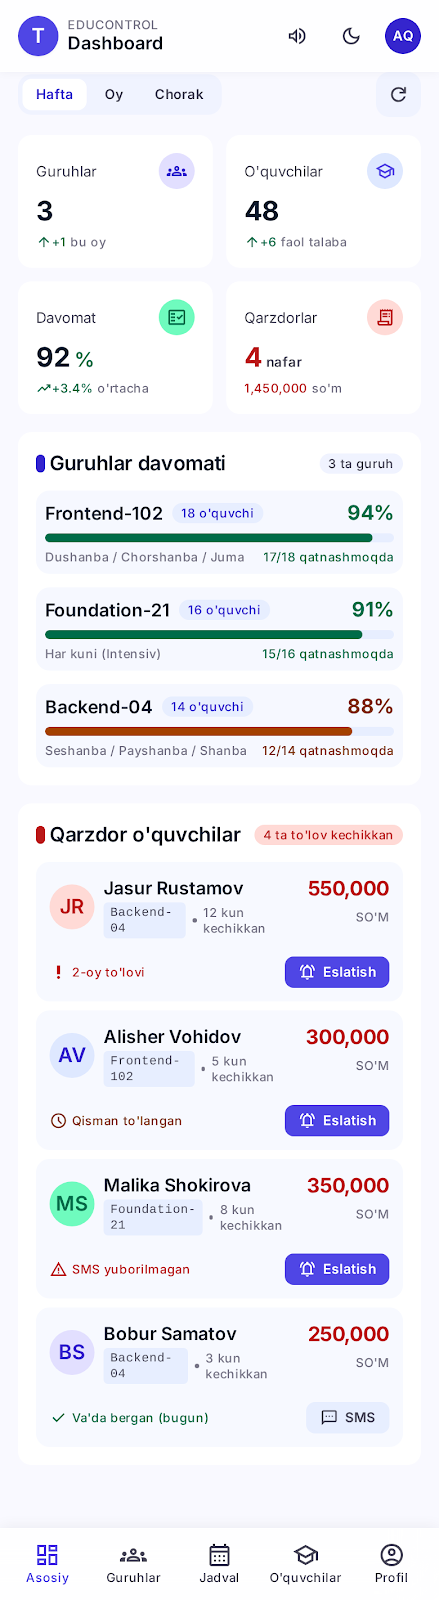 T
EDUCONTROL
Dashboard
AQ
Hafta Oy Chorak
Guruhlar
3
+1 bu oy
O'quvchilar
48
+6 faol talaba
Davomat
92 %
+3.4% o'rtacha
Qarzdorlar
4 nafar
1,450,000 so'm
Guruhlar davomati 3 ta guruh
Frontend-102 18 o'quvchi 94%
Dushanba / Chorshanba / Juma 17/18 qatnashmoqda
Foundation-21 16 o'quvchi 91%
Har kuni (Intensiv) 15/16 qatnashmoqda
Backend-04 14 o'quvchi 88%
Seshanba / Payshanba / Shanba 12/14 qatnashmoqda
Qarzdor o'quvchilar 4 ta to'lov kechikkan
JR
Jasur Rustamov 550,000
Backend-
04
• 12 kun
kechikkan
SO'M
2-oy to'lovi Eslatish
AV
Alisher Vohidov 300,000
Frontend-
102
• 5 kun
kechikkan
SO'M
Qisman to'langan Eslatish
MS
Malika Shokirova 350,000
Foundation-
21
• 8 kun
kechikkan
SO'M
SMS yuborilmagan Eslatish
BS
Bobur Samatov 250,000
Backend-
04
• 3 kun
kechikkan
SO'M
Va'da bergan (bugun) SMS
Asosiy Guruhlar Jadval O'quvchilar Profil